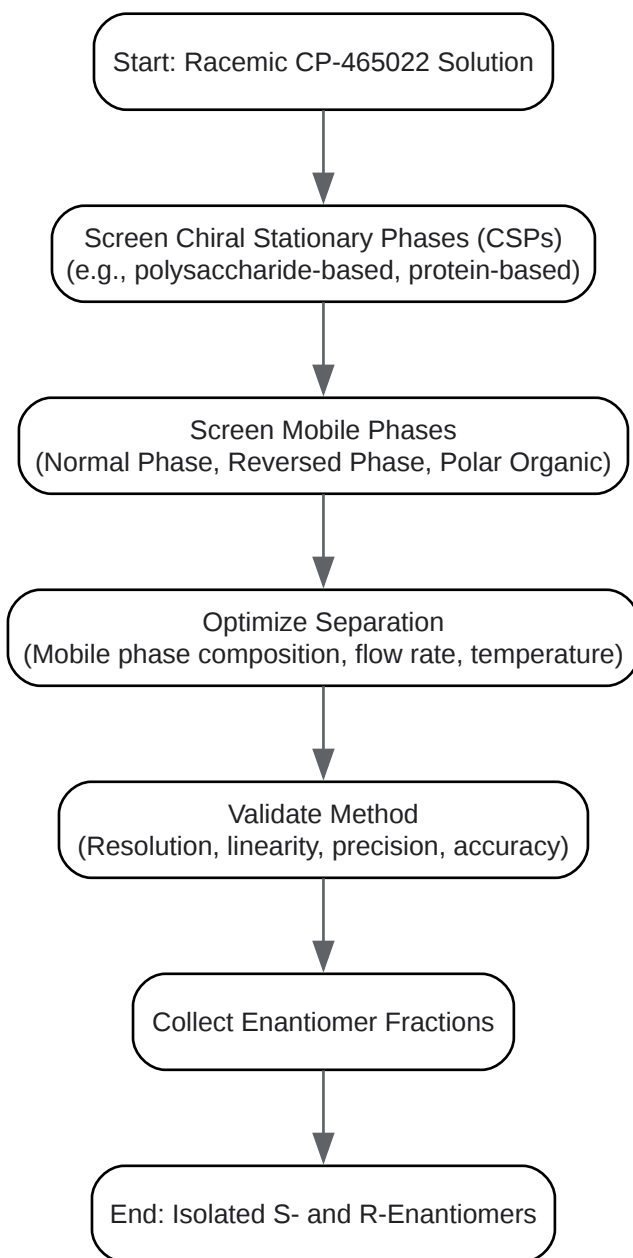 Start: Racemic CP-465022 Solution
Screen Chiral Stationary Phases (CSPs)
(e.g., polysaccharide-based, protein-based)
Screen Mobile Phases
(Normal Phase, Reversed Phase, Polar Organic)
Optimize Separation
(Mobile phase composition, flow rate, temperature)
Validate Method
(Resolution, linearity, precision, accuracy)
Collect Enantiomer Fractions
End: Isolated S- and R-Enantiomers